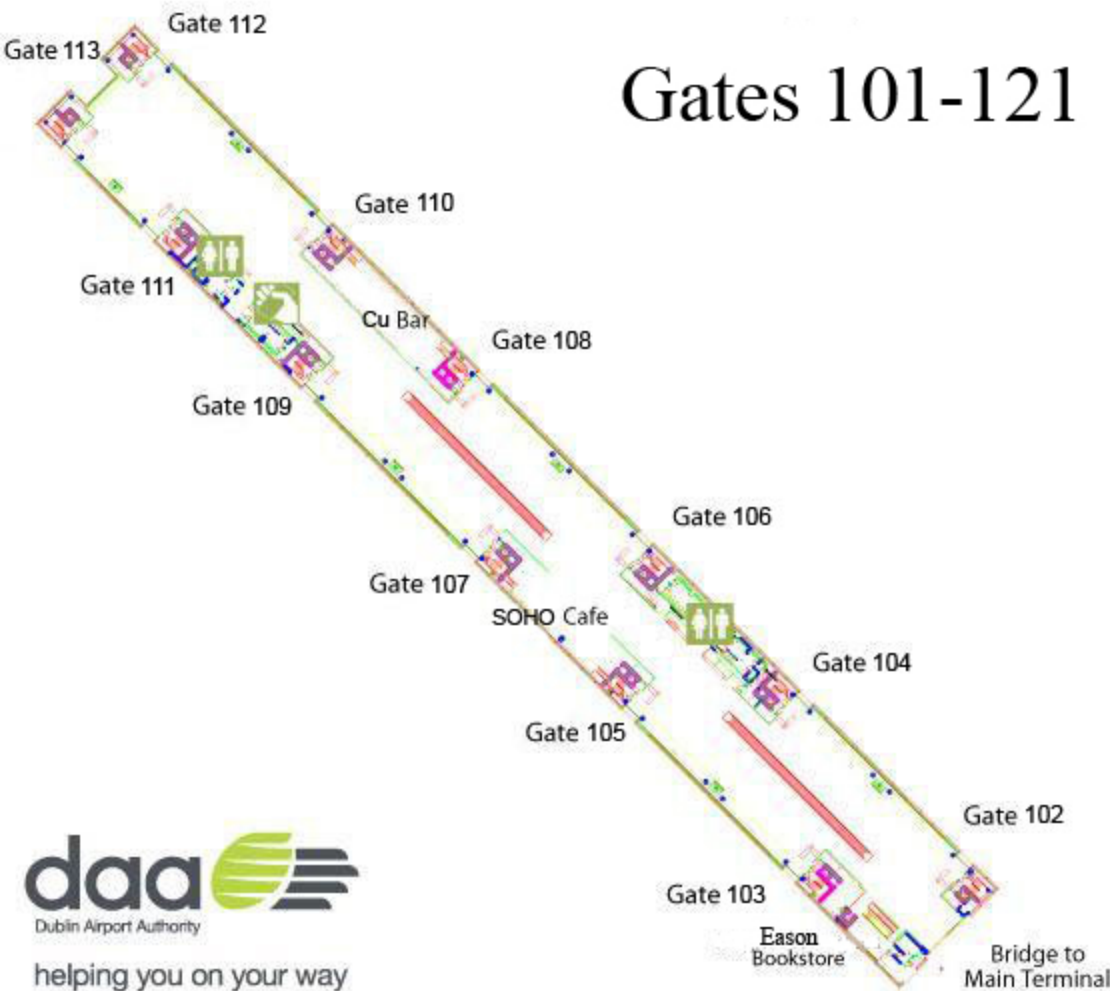 Gate 112
Gate 113
Gates 101-121
Gate 110
Gate 111
Cu Bar
Gate 108
Gate 109
Gate 106
Gate 107
SOHO Cafe
Gate 104
Gate 105
Gate 102
Gate 103
Eason
Bookstore
Bridge to
Main Terminal
daa
Dublin Airport Authority
helping you on your way